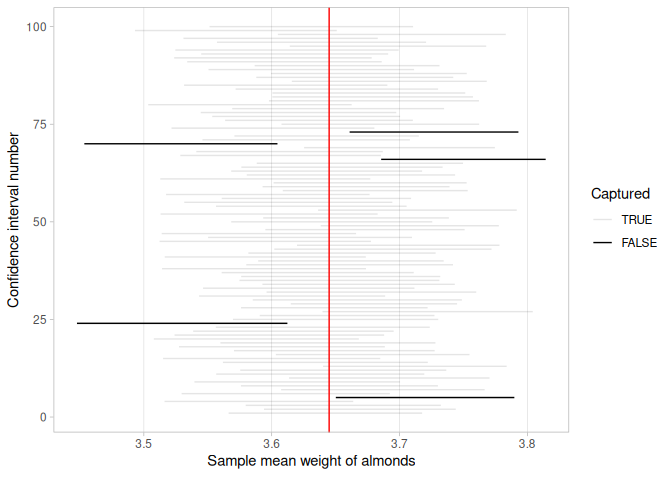 100
75
50
25
0
Confidence interval number
3.5 3.6 3.7 3.8
Sample mean weight of almonds
Captured
TRUE
FALSE